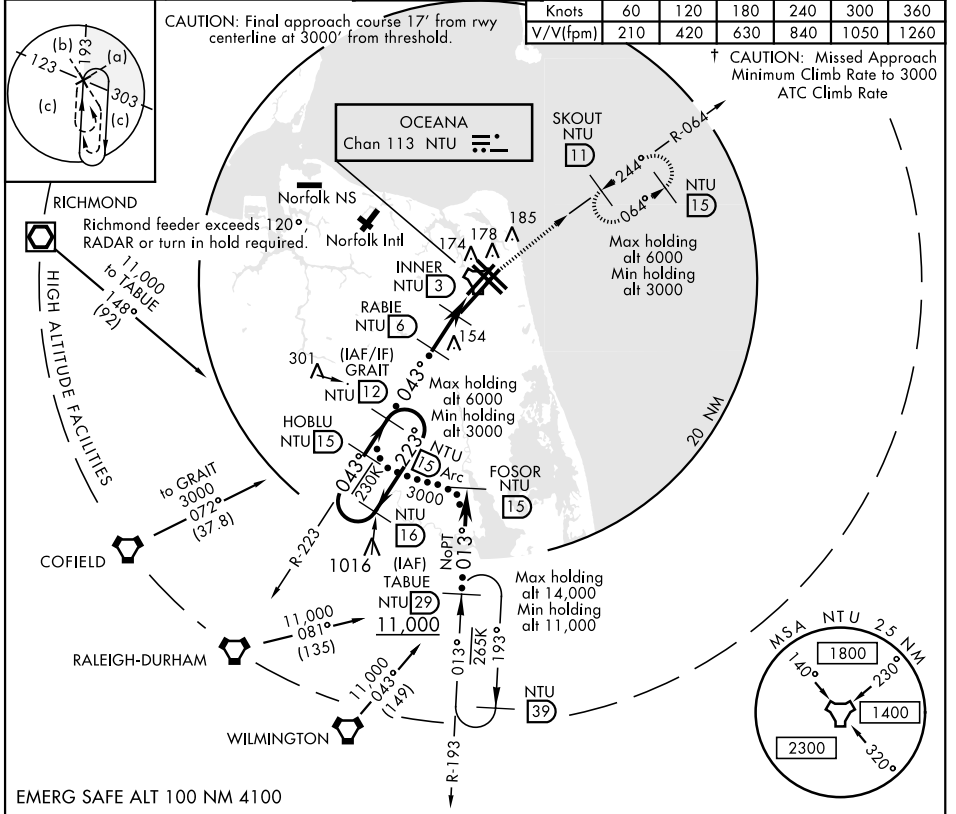 CAUTION: Final approach course 17' from rwy
centerline at 3000' from threshold.
Knots 60 120 180 240 300 360
V/V(fpm) 210 420 630 840 1050 1260
† CAUTION: Missed Approach
Minimum Climb Rate to 3000
ATC Climb Rate
(b)
193
(a)
123
303
(c)
(c)
OCEANA
Chan 113 NTU
SKOUT
NTU
11
R-064
244°
064°
NTU
15
Max holding
alt 6000
Min holding
alt 3000
Norfolk NS
Norfolk Intl
RICHMOND
Richmond feeder exceeds 120°,
RADAR or turn in hold required.
11,000
to TABUE
148°
(92)
HIGH ALTITUDE FACILITIES
174
178
185
INNER
NTU 3
RABIE
NTU 6
154
301
(IAF/IF)
GRAIT
NTU 12
043°
Max holding
alt 6000
Min holding
alt 3000
20 NM
HOBLU
NTU 15
043°
230K
223°
NTU
15 Arc
3000
FOSOR
NTU
15
NTU
16
1016
R-223
to GRAIT
3000
072°
(37.8)
COFIELD
NoPT
013°
(IAF)
TABUE
NTU 29
11,000
Max holding
alt 14,000
Min holding
alt 11,000
013°
265K
193°
NTU
39
R-193
11,000
081°
(135)
RALEIGH-DURHAM
11,000
043°
(149)
WILMINGTON
MSA NTU 25 NM
1800
140°
230°
1400
2300
320°
EMERG SAFE ALT 100 NM 4100